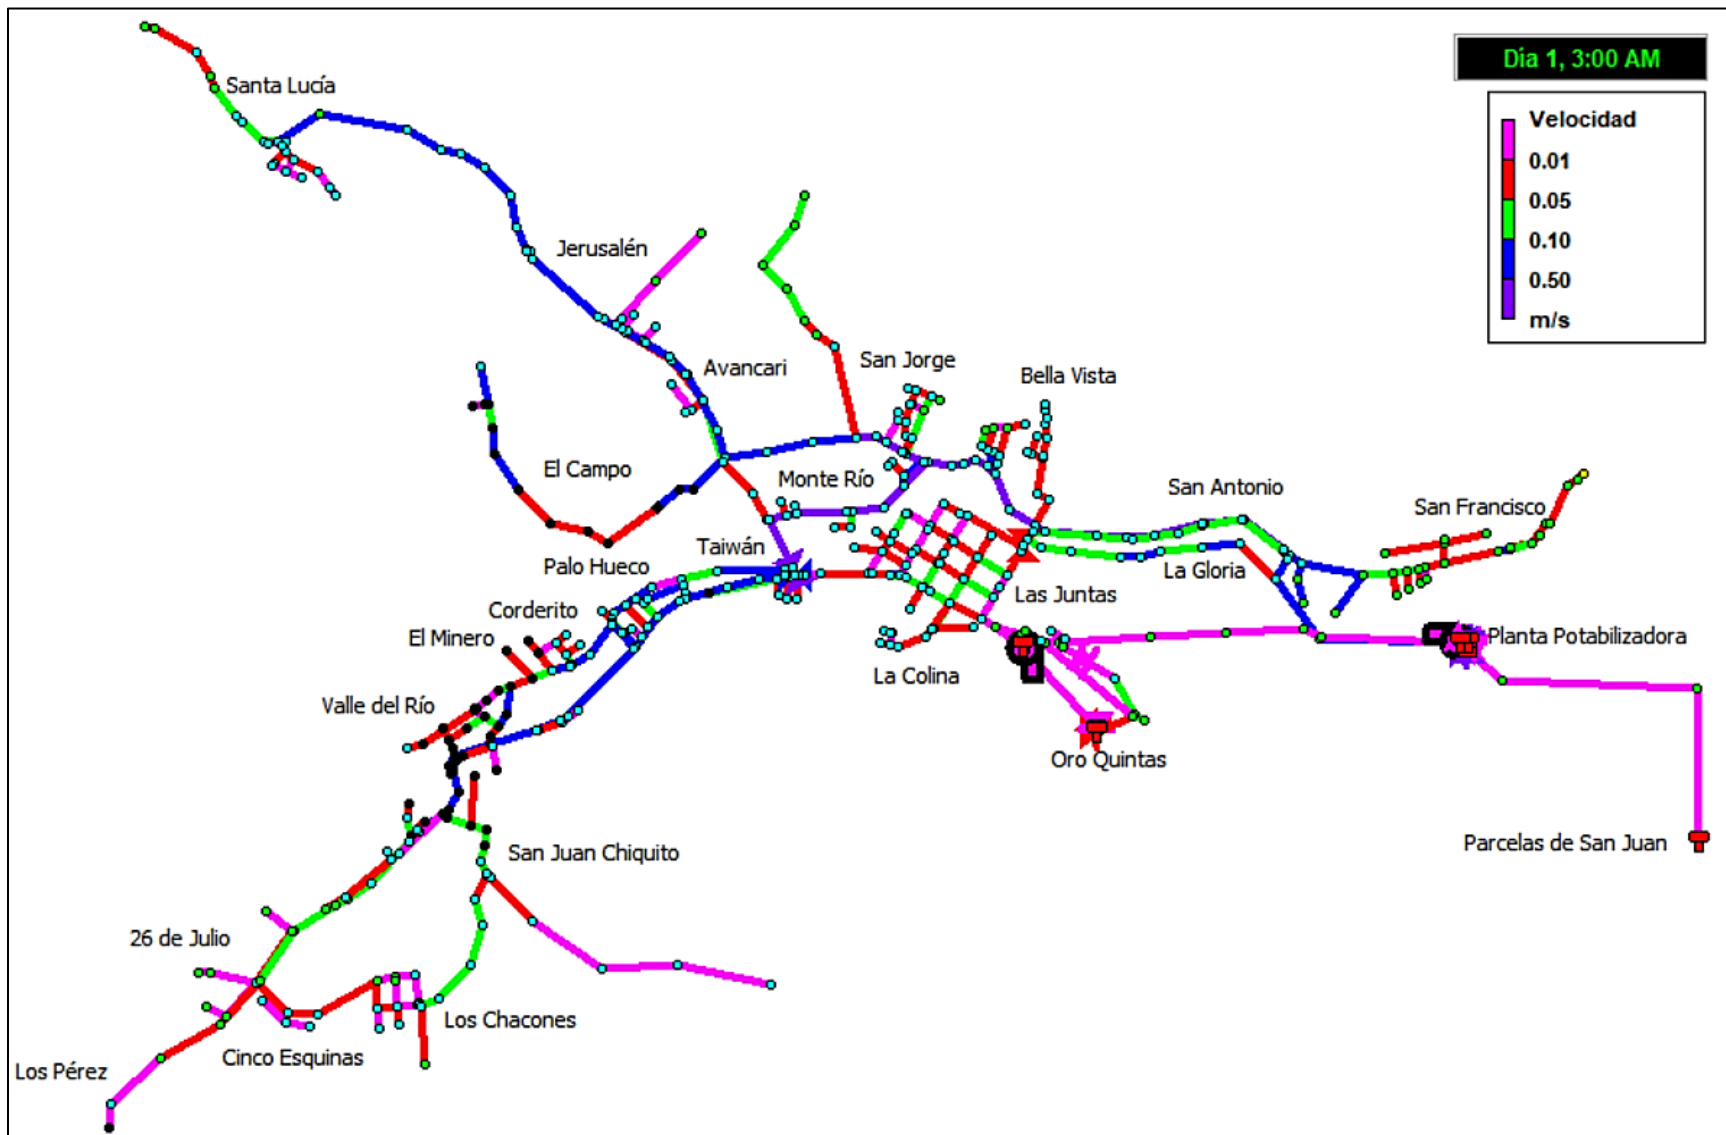 Día 1, 3:00 AM
Velocidad
0.01
0.05
0.10
0.50
m/s
Santa Lucía
Jerusalén
Avancari
San Jorge
Bella Vista
El Campo
Monte Río
San Antonio
San Francisco
Taiwán
Palo Hueco
La Gloria
Corderito
Las Juntas
El Minero
Planta Potabilizadora
La Colina
Valle del Río
Oro Quintas
Parcelas de San Juan
San Juan Chiquito
26 de Julio
Los Chacones
Cinco Esquinas
Los Pérez